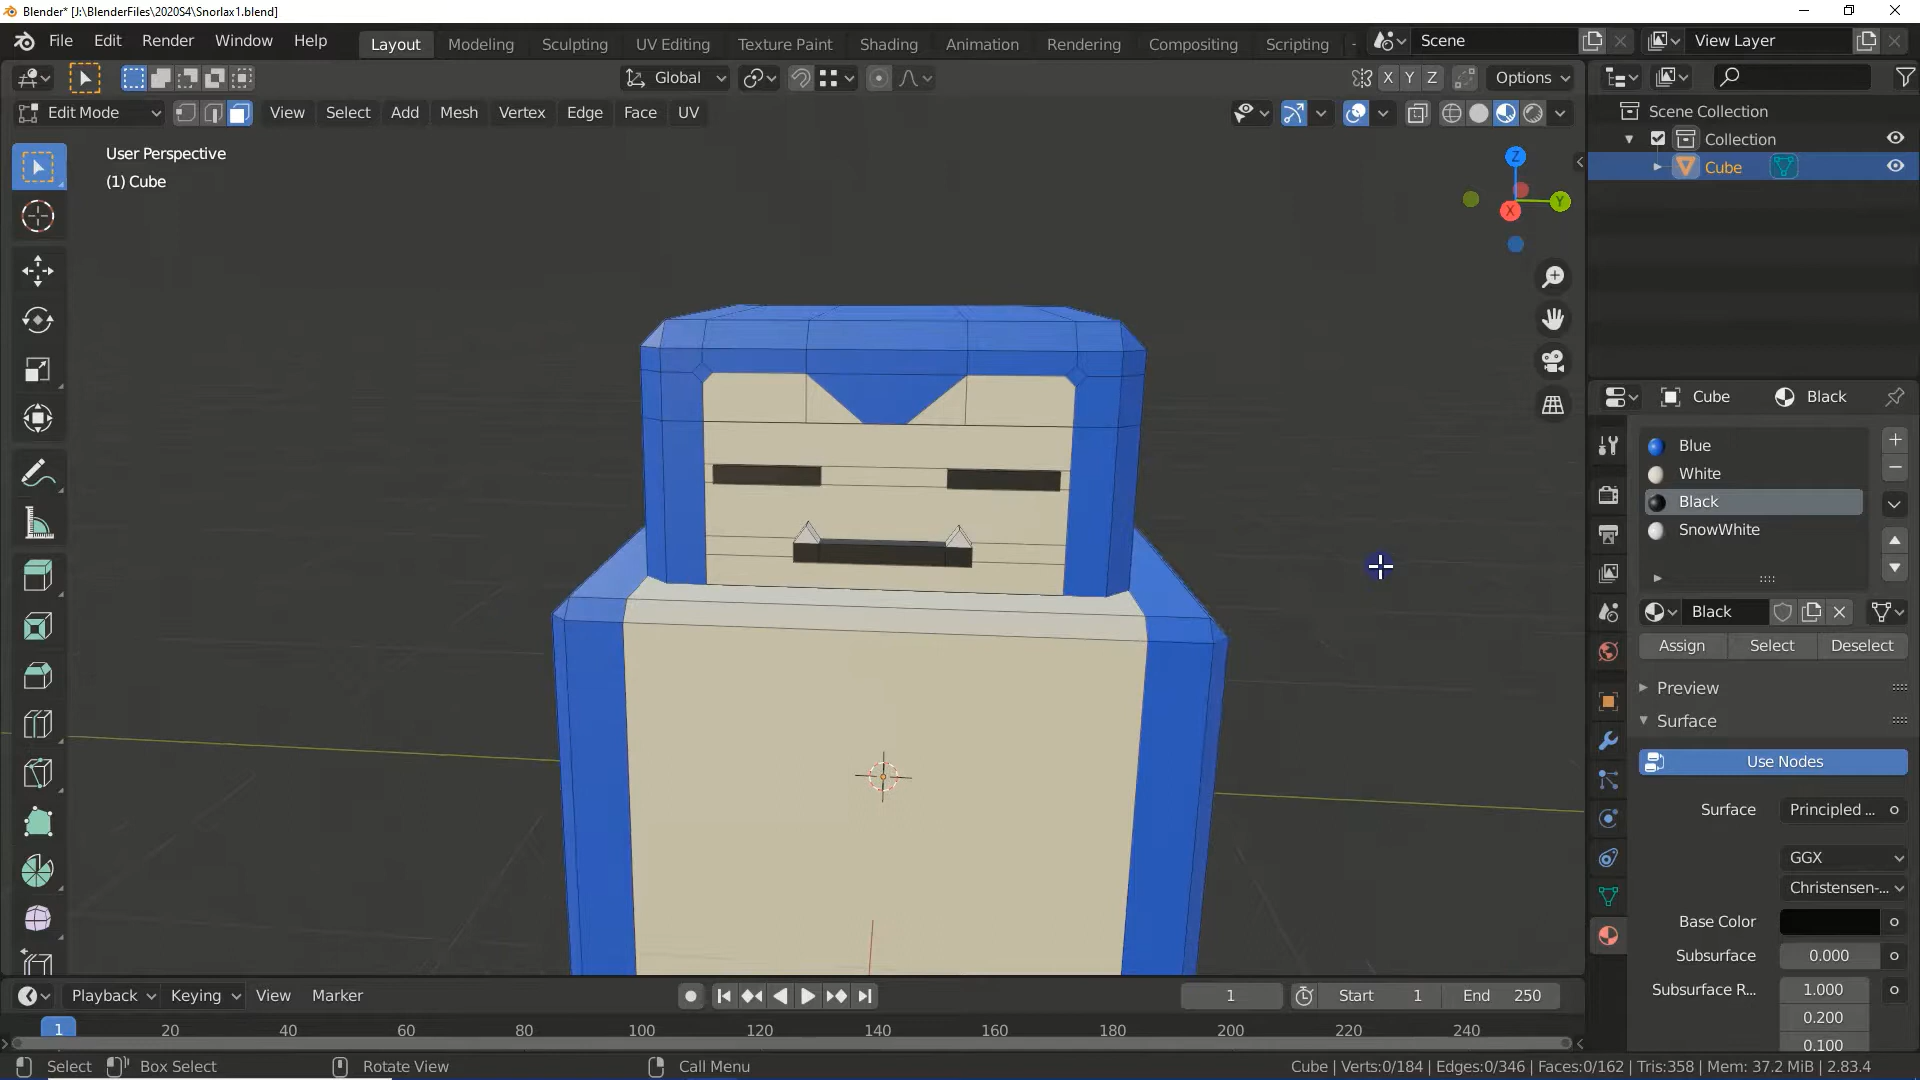 Blender* [J:\BlenderFiles\2020S4\Snorlax1.blend]
File Edit Render Window Help Layout Modeling Sculpting UV Editing Texture Paint Shading Animation Rendering Compositing Scripting Scene View Layer
Global X Y Z Options
Edit Mode View Select Add Mesh Vertex Edge Face UV
Scene Collection
Collection
Cube
User Perspective
(1) Cube
Z
Y
X
Cube Black
Blue
White
Black
SnowWhite
Black
Assign Select Deselect
Preview
Surface
Use Nodes
Surface Principled ...
GGX
Christensen-...
Base Color
Subsurface 0.000
Subsurface R... 1.000
0.200
0.100
Playback Keying View Marker 1 Start 1 End 250
1 20 40 60 80 100 120 140 160 180 200 220 240
Select Box Select Rotate View Call Menu Cube | Verts:0/184 | Edges:0/346 | Faces:0/162 | Tris:358 | Mem: 37.2 MiB | 2.83.4